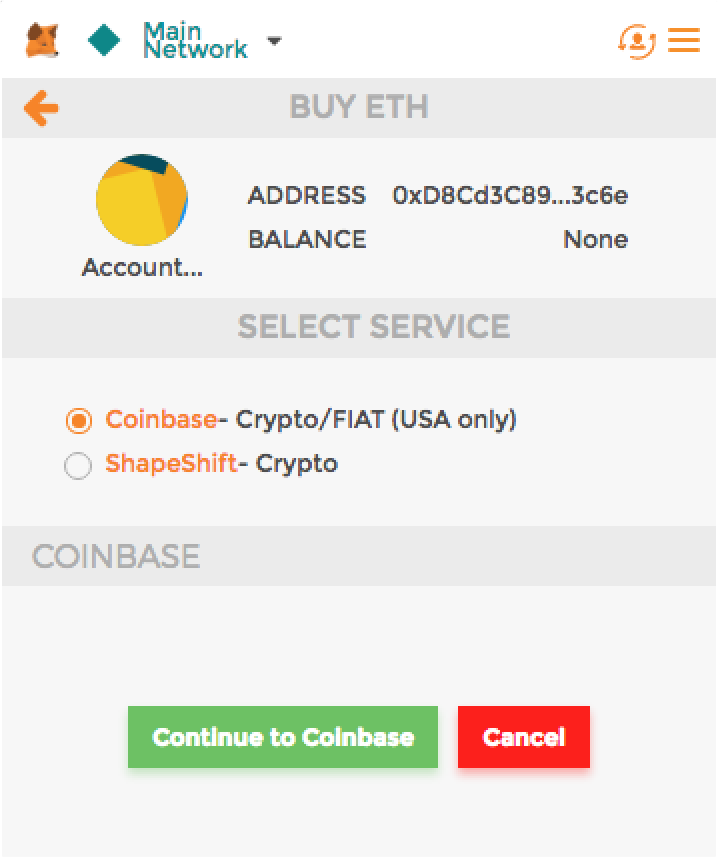 Main
Network
BUY ETH
ADDRESS 0xD8Cd3C89...3c6e
BALANCE None
Account...
SELECT SERVICE
Coinbase- Crypto/FIAT (USA only)
ShapeShift- Crypto
COINBASE
Continue to Coinbase Cancel